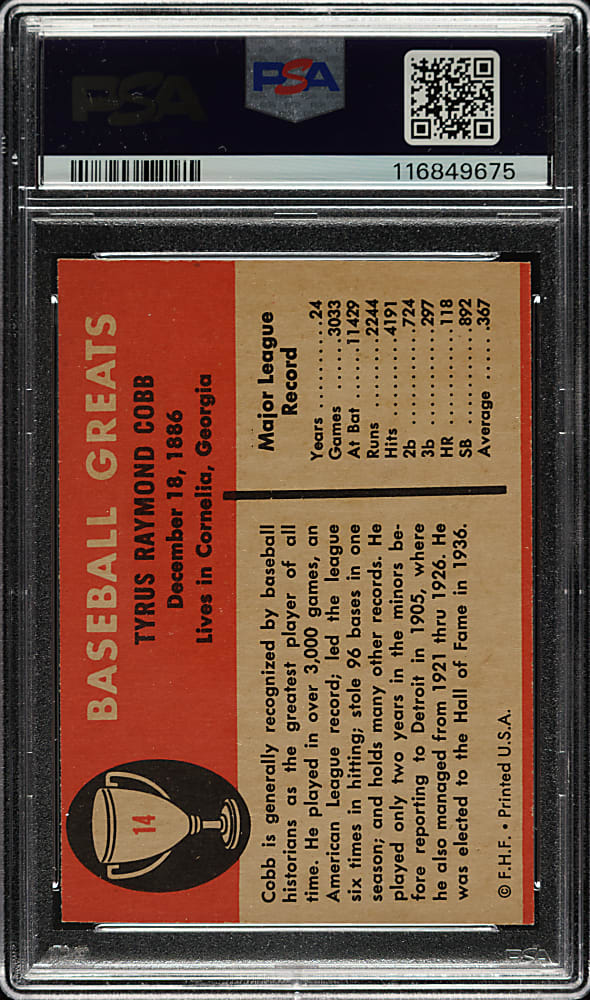 PSA
PSA
116849675
14
BASEBALL GREATS
TYRUS RAYMOND COBB
December 18, 1886
Lives in Cornelia, Georgia
Cobb is generally recognized by baseball
historians as the greatest player of all
time. He played in over 3,000 games, an
American League record; led the league
six times in hitting; stole 96 bases in one
season; and holds many other records. He
played only two years in the minors be-
fore reporting to Detroit in 1905, where
he also managed from 1921 thru 1926. He
was elected to the Hall of Fame in 1936.
Major League
Record
Years ............24
Games .......3033
At Bat .....11429
Runs .........2244
Hits ..........4191
2b .............724
3b .............297
HR .............118
SB .............892
Average ......367
© F.H.F. • Printed U.S.A.
PSA